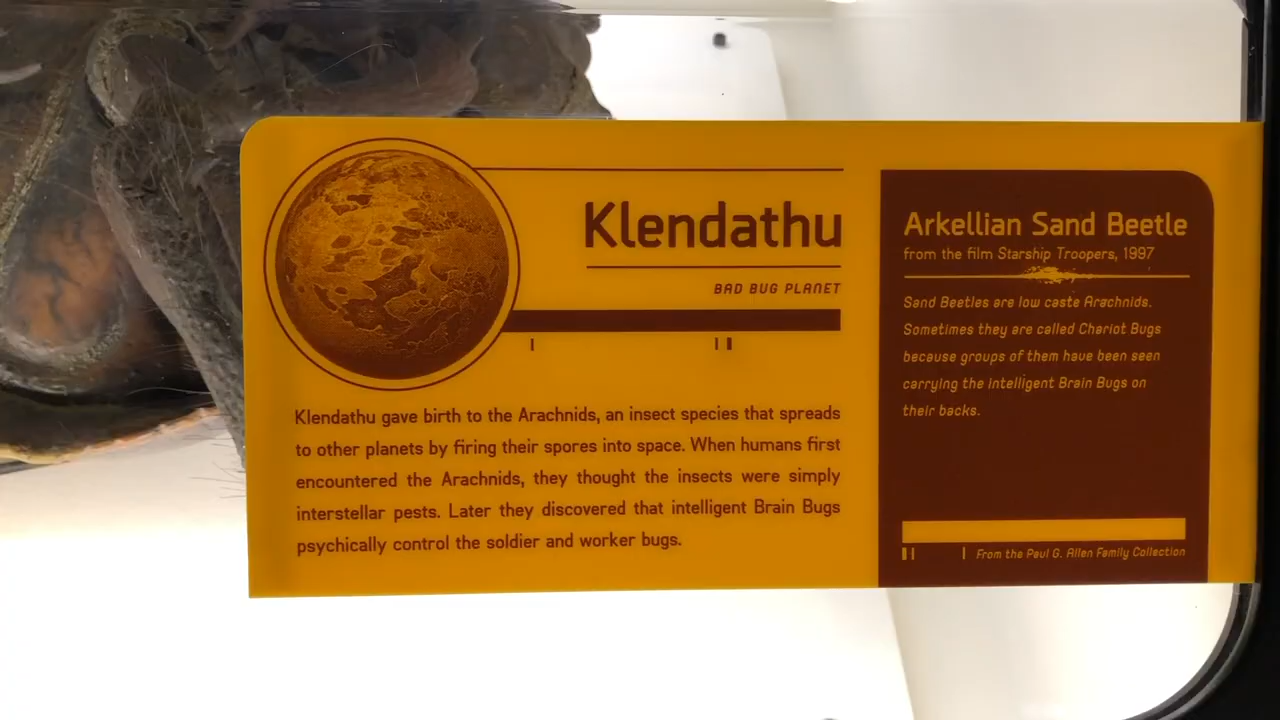 Klendathu
BAD BUG PLANET
Klendathu gave birth to the Arachnids, an insect species that spreads
to other planets by firing their spores into space. When humans first
encountered the Arachnids, they thought the insects were simply
interstellar pests. Later they discovered that intelligent Brain Bugs
psychically control the soldier and worker bugs.
Arkellian Sand Beetle
from the film Starship Troopers, 1997
Sand Beetles are low caste Arachnids.
Sometimes they are called Chariot Bugs
because groups of them have been seen
carrying the intelligent Brain Bugs on
their backs.
From the Paul G. Allen Family Collection